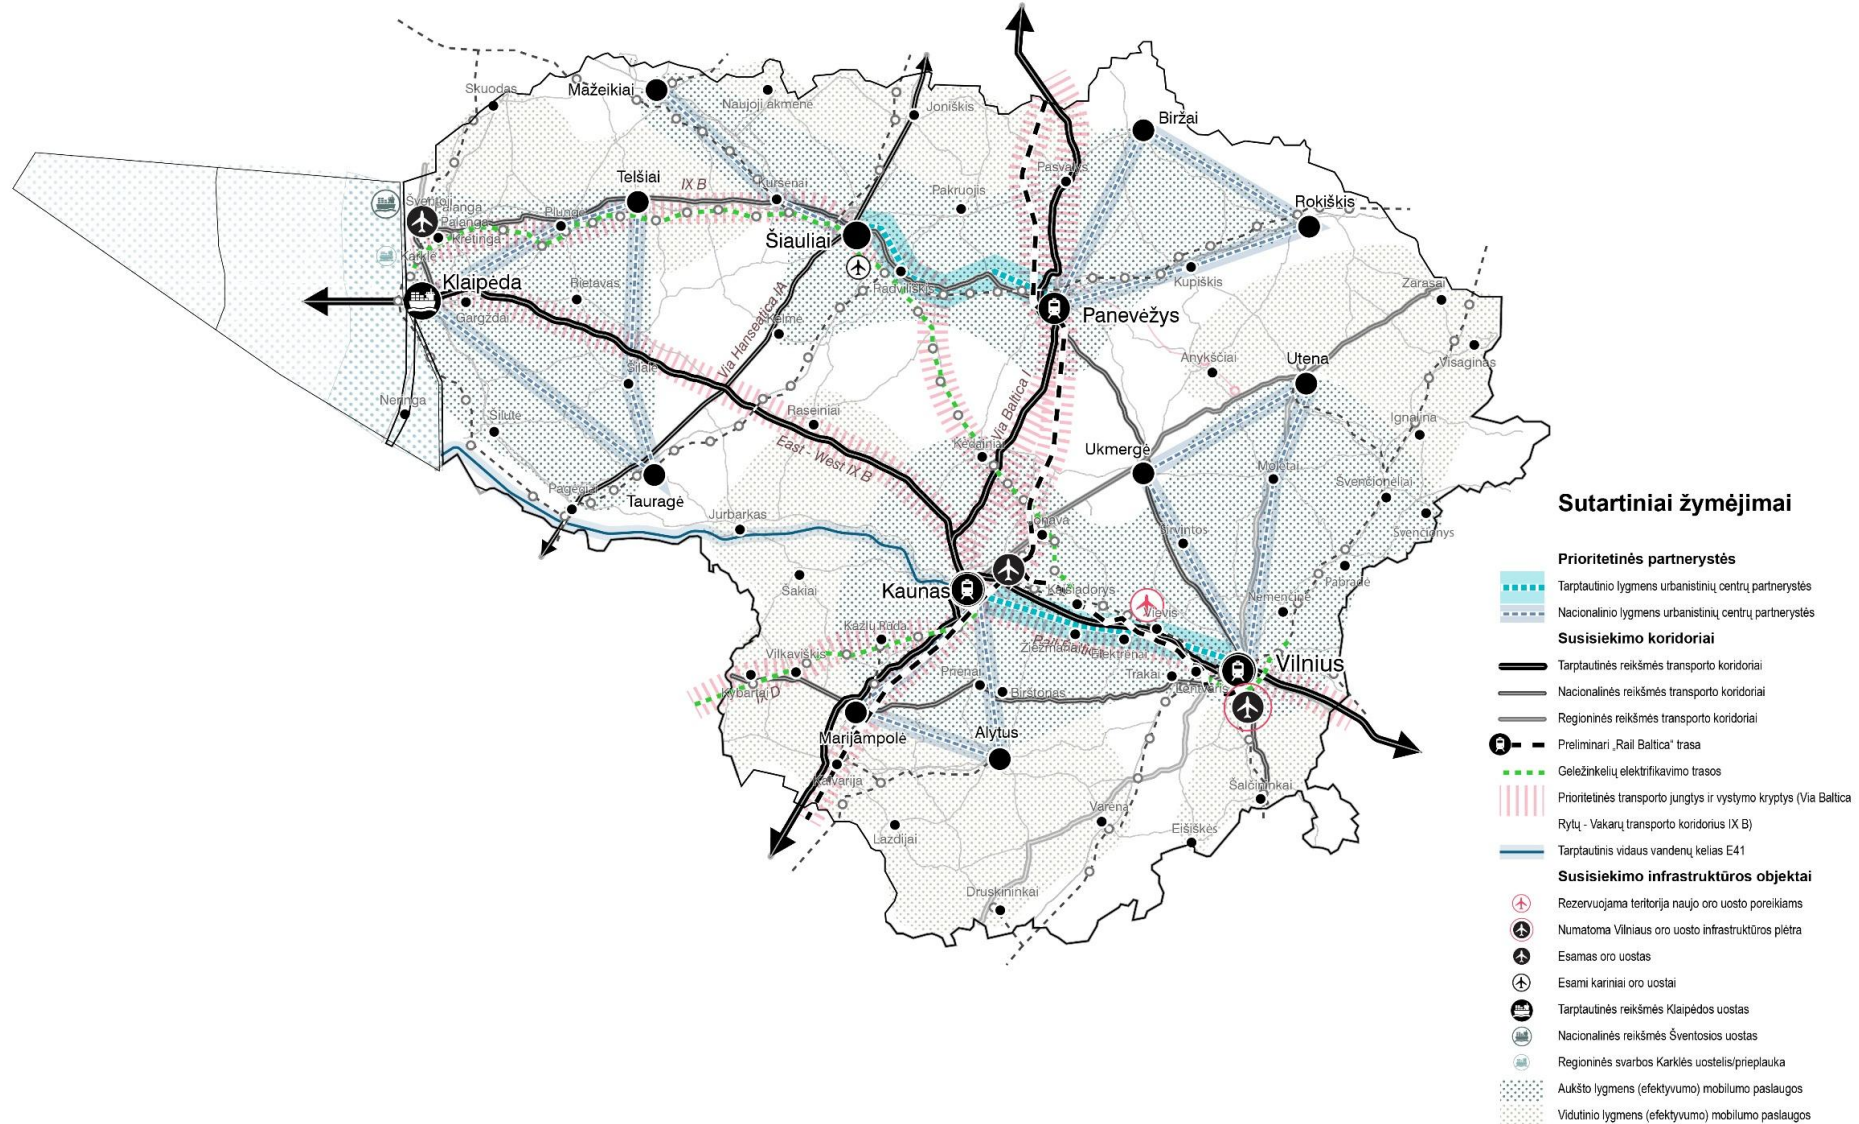 Skuodas
Mažeikiai
Naujoji akmenė
Joniškis
Biržai
Pasvalys
Telšiai
IX B
Kuršėnai
Pakruojis
Rokiškis
Šventoji
Palanga
Palanga
Plungė
Kretinga
Karklė
Šiauliai
Klaipėda
Rietavas
Radviliškis
Kupiškis
Zarasai
Gargždai
Panevėžys
Kelmė
Via Hanseatica IA
Anykščiai
Utena
Visaginas
Šilalė
Neringa
Šilutė
Raseiniai
Via Baltica I
East - West IX B
Kėdainiai
Ukmergė
Ignalina
Molėtai
Švenčionėliai
Pagėgiai
Tauragė
Jurbarkas
Jonava
Širvintos
Švenčionys
Šakiai
Kaunas
Kaišiadorys
Vievis
Nemenčinė
Pabradė
Kazlų Rūda
Žiežmariai
Elektrėnai
Vilkaviškis
Prienai
Trakai
Vilnius
Kybartai
IX D
Birštonas
Lentvaris
Marijampolė
Alytus
Kalvarija
Šalčininkai
Varėna
Lazdijai
Eišiškės
Druskininkai
Sutartiniai žymėjimai
Prioritetinės partnerystės
Tarptautinio lygmens urbanistinių centrų partnerystės
Nacionalinio lygmens urbanistinių centrų partnerystės
Susisiekimo koridoriai
Tarptautinės reikšmės transporto koridoriai
Nacionalinės reikšmės transporto koridoriai
Regioninės reikšmės transporto koridoriai
Preliminari „Rail Baltica“ trasa
Geležinkelių elektrifikavimo trasos
Prioritetinės transporto jungtys ir vystymo kryptys (Via Baltica
Rytų - Vakarų transporto koridorius IX B)
Tarptautinis vidaus vandenų kelias E41
Susisiekimo infrastruktūros objektai
Rezervuojama teritorija naujo oro uosto poreikiams
Numatoma Vilniaus oro uosto infrastruktūros plėtra
Esamas oro uostas
Esami kariniai oro uostai
Tarptautinės reikšmės Klaipėdos uostas
Nacionalinės reikšmės Šventosios uostas
Regioninės svarbos Karklės uostelis/prieplauka
Aukšto lygmens (efektyvumo) mobilumo paslaugos
Vidutinio lygmens (efektyvumo) mobilumo paslaugos